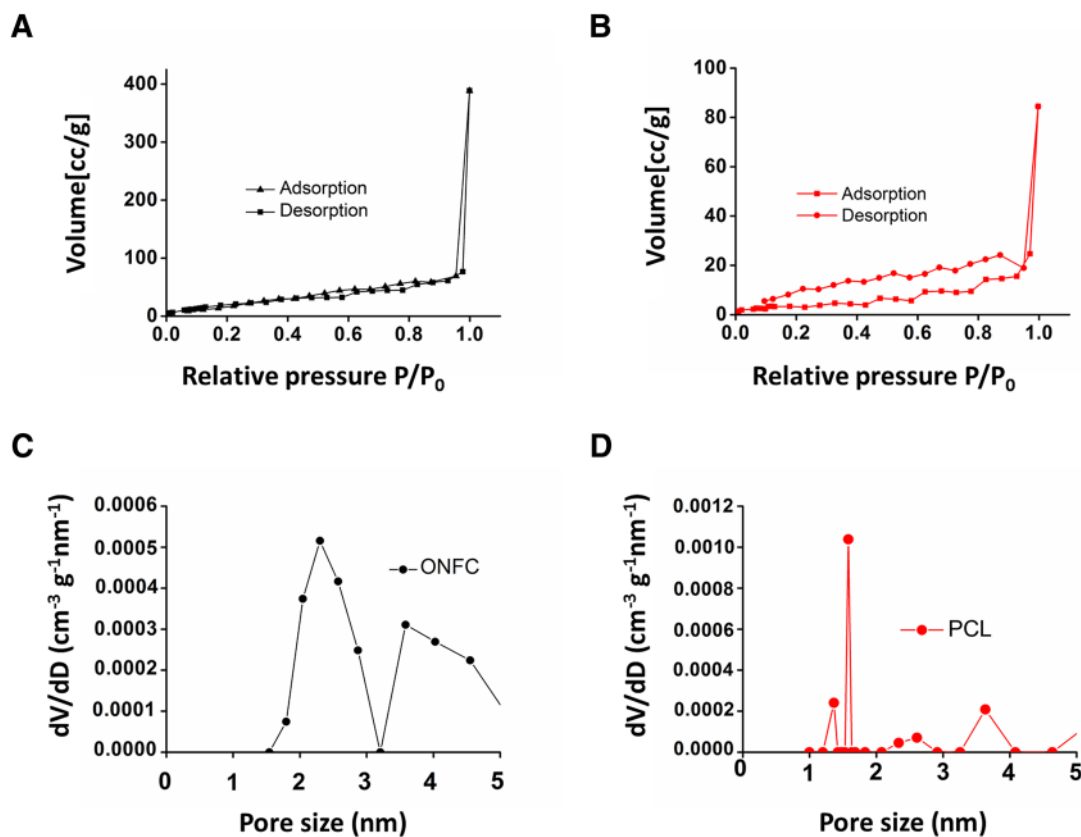 A
400
300
200
100
0
Volume[cc/g]
Adsorption
Desorption
0.0 0.2 0.4 0.6 0.8 1.0
Relative pressure P/P₀
B
100
80
60
40
20
0
Volume[cc/g]
Adsorption
Desorption
0.0 0.2 0.4 0.6 0.8 1.0
Relative pressure P/P₀
C
0.0006
0.0005
0.0004
0.0003
0.0002
0.0001
0.0000
dV/dD (cm⁻³ g⁻¹nm⁻¹)
ONFC
0 1 2 3 4 5
Pore size (nm)
D
0.0012
0.0010
0.0008
0.0006
0.0004
0.0002
0.0000
dV/dD (cm⁻³ g⁻¹nm⁻¹)
PCL
0 1 2 3 4 5
Pore size (nm)